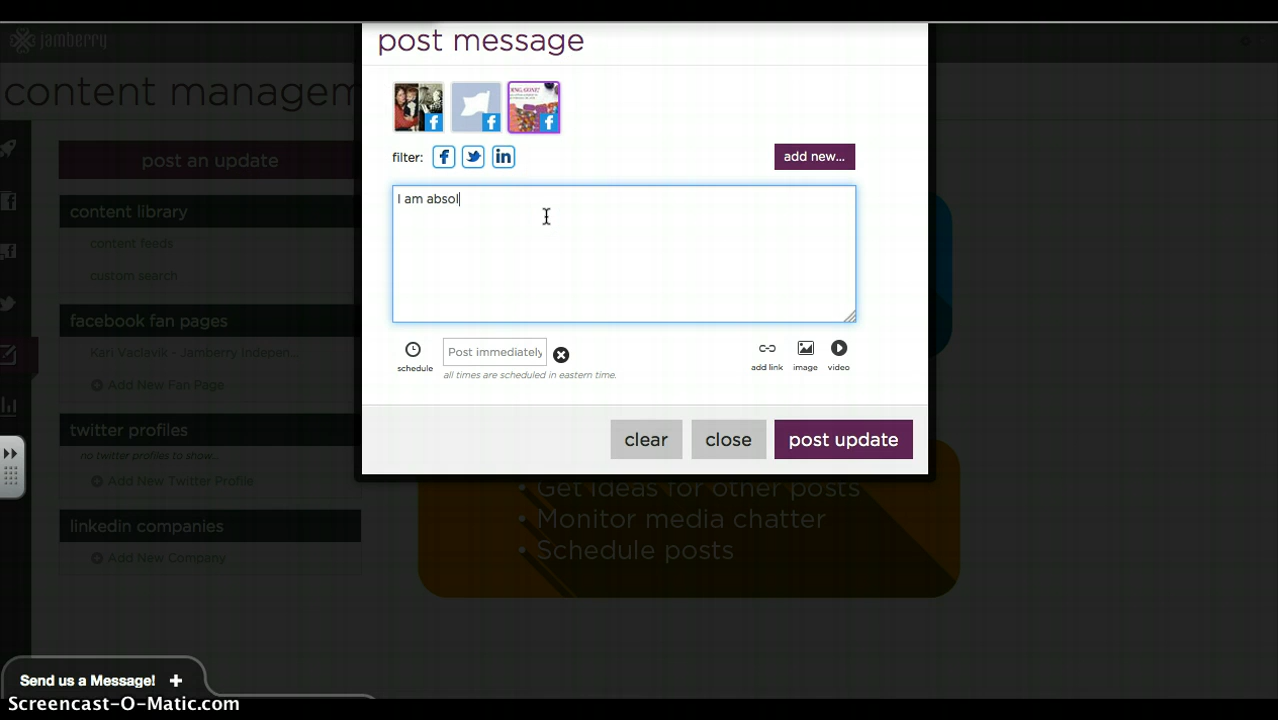 jamberry
content managem
post message
filter:
add new...
I am absol
schedule
Post immediately
all times are scheduled in eastern time.
add link
image
video
clear
close
post update
post an update
content library
content feeds
custom search
facebook fan pages
Keri Vaclavik - Jamberry Indepen...
Add New Fan Page
twitter profiles
no twitter profiles to show...
Add New Twitter Profile
linkedin companies
Add New Company
• Get ideas for other posts
• Monitor media chatter
• Schedule posts
Send us a Message! +
Screencast-O-Matic.com